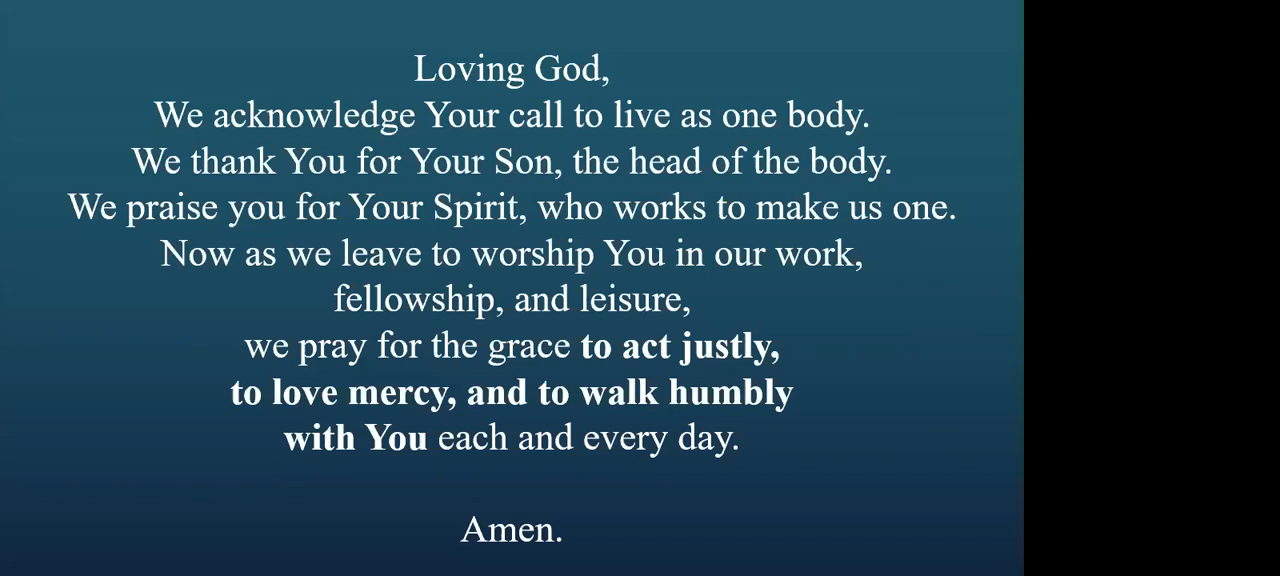 Loving God,
We acknowledge Your call to live as one body.
We thank You for Your Son, the head of the body.
We praise you for Your Spirit, who works to make us one.
Now as we leave to worship You in our work,
fellowship, and leisure,
we pray for the grace to act justly,
to love mercy, and to walk humbly
with You each and every day.
Amen.